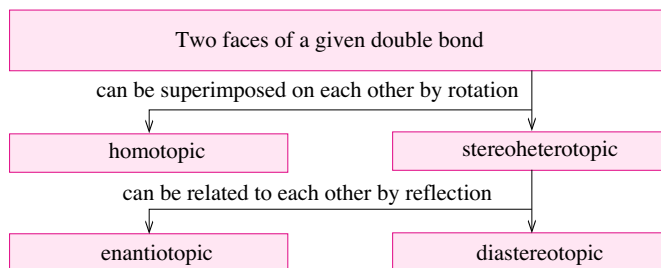 Two faces of a given double bond
can be superimposed on each other by rotation
homotopic
stereoheterotopic
can be related to each other by reflection
enantiotopic
diastereotopic